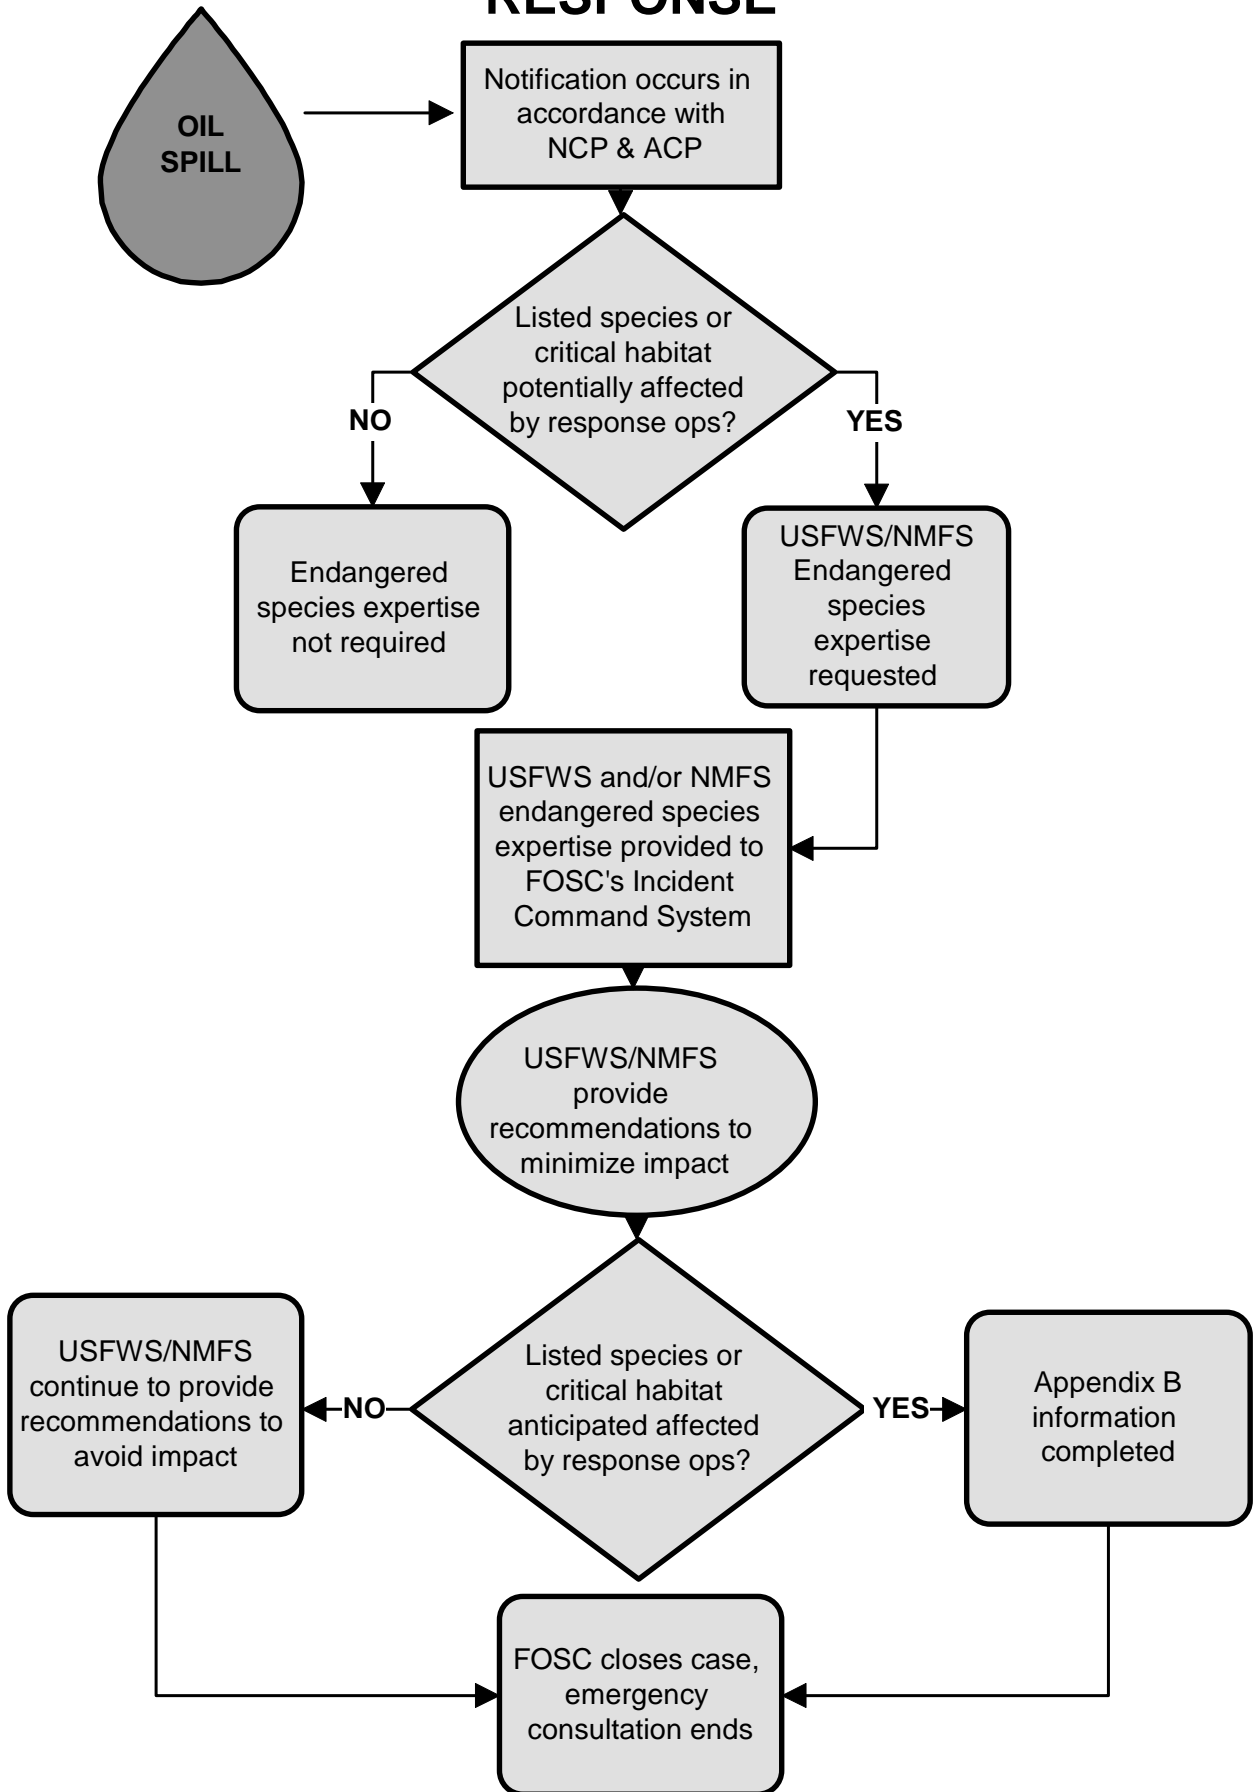 RESPONSE
OIL
SPILL
Notification occurs in
accordance with
NCP & ACP
Listed species or
critical habitat
potentially affected
by response ops?
NO
YES
Endangered
species expertise
not required
USFWS/NMFS
Endangered
species
expertise
requested
USFWS and/or NMFS
endangered species
expertise provided to
FOSC's Incident
Command System
USFWS/NMFS
provide
recommendations to
minimize impact
Listed species or
critical habitat
anticipated affected
by response ops?
NO
YES
USFWS/NMFS
continue to provide
recommendations to
avoid impact
Appendix B
information
completed
FOSC closes case,
emergency
consultation ends